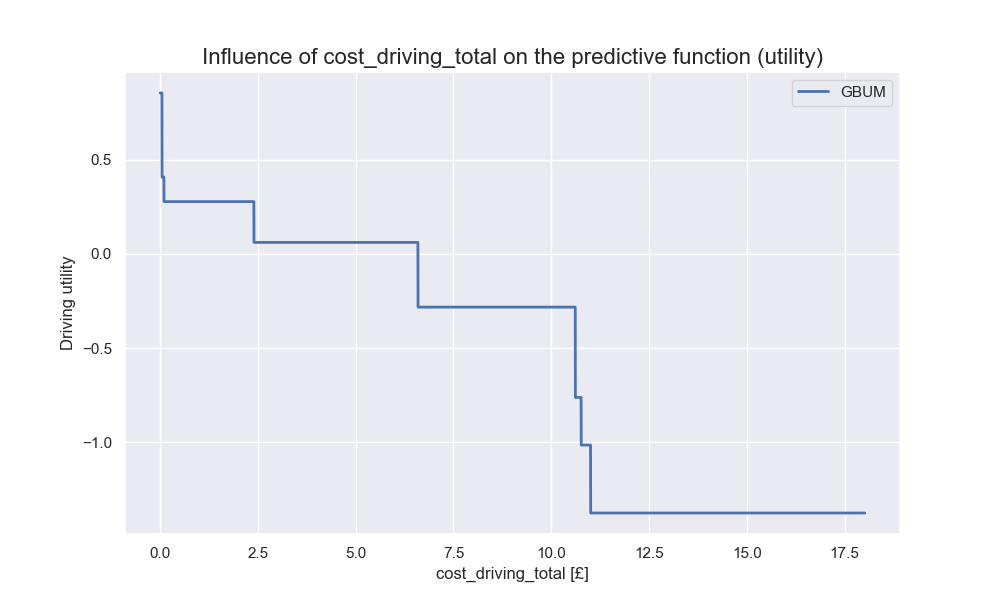 Influence of cost_driving_total on the predictive function (utility)
GBUM
Driving utility
0.5
0.0
−0.5
−1.0
0.0 2.5 5.0 7.5 10.0 12.5 15.0 17.5
cost_driving_total [£]